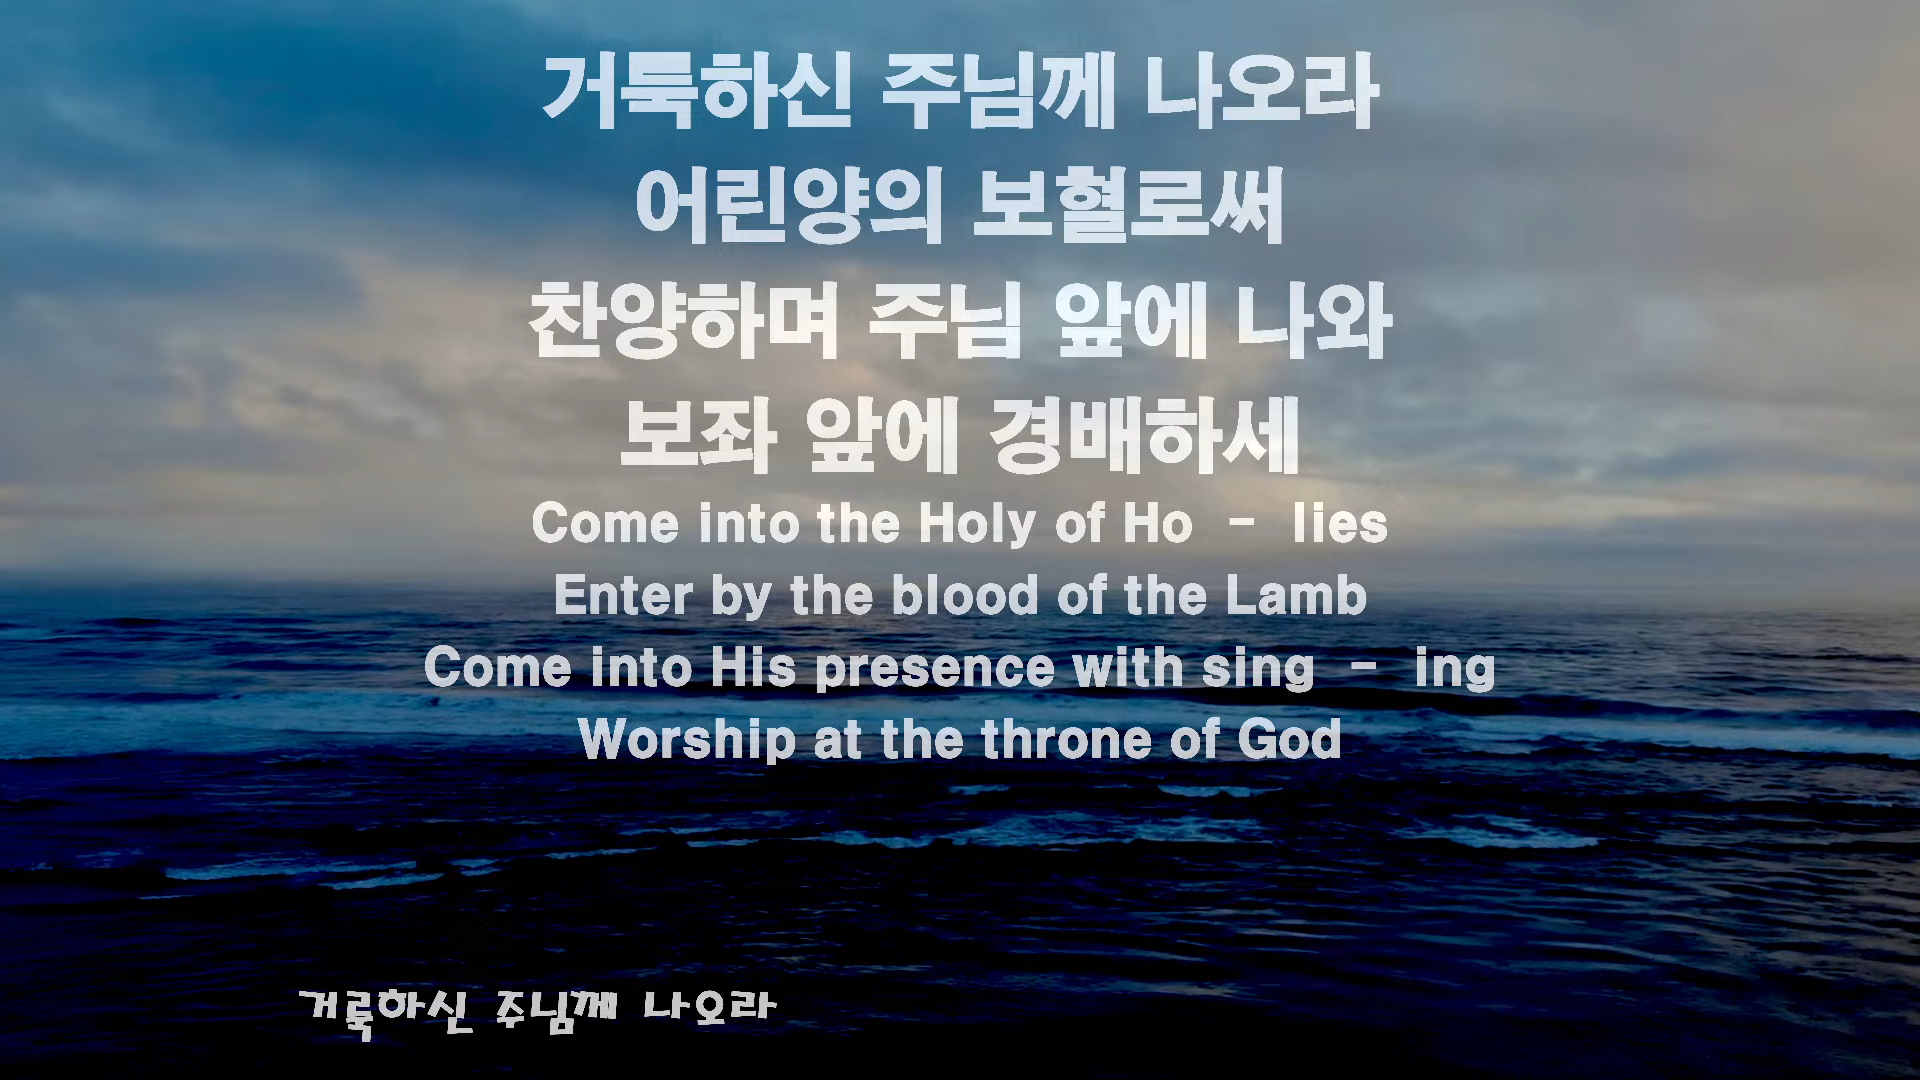 거룩하신 주님께 나오라
어린양의 보혈로써
찬양하며 주님 앞에 나와
보좌 앞에 경배하세
Come into the Holy of Ho - lies
Enter by the blood of the Lamb
Come into His presence with sing - ing
Worship at the throne of God
거룩하신 주님께 나오라